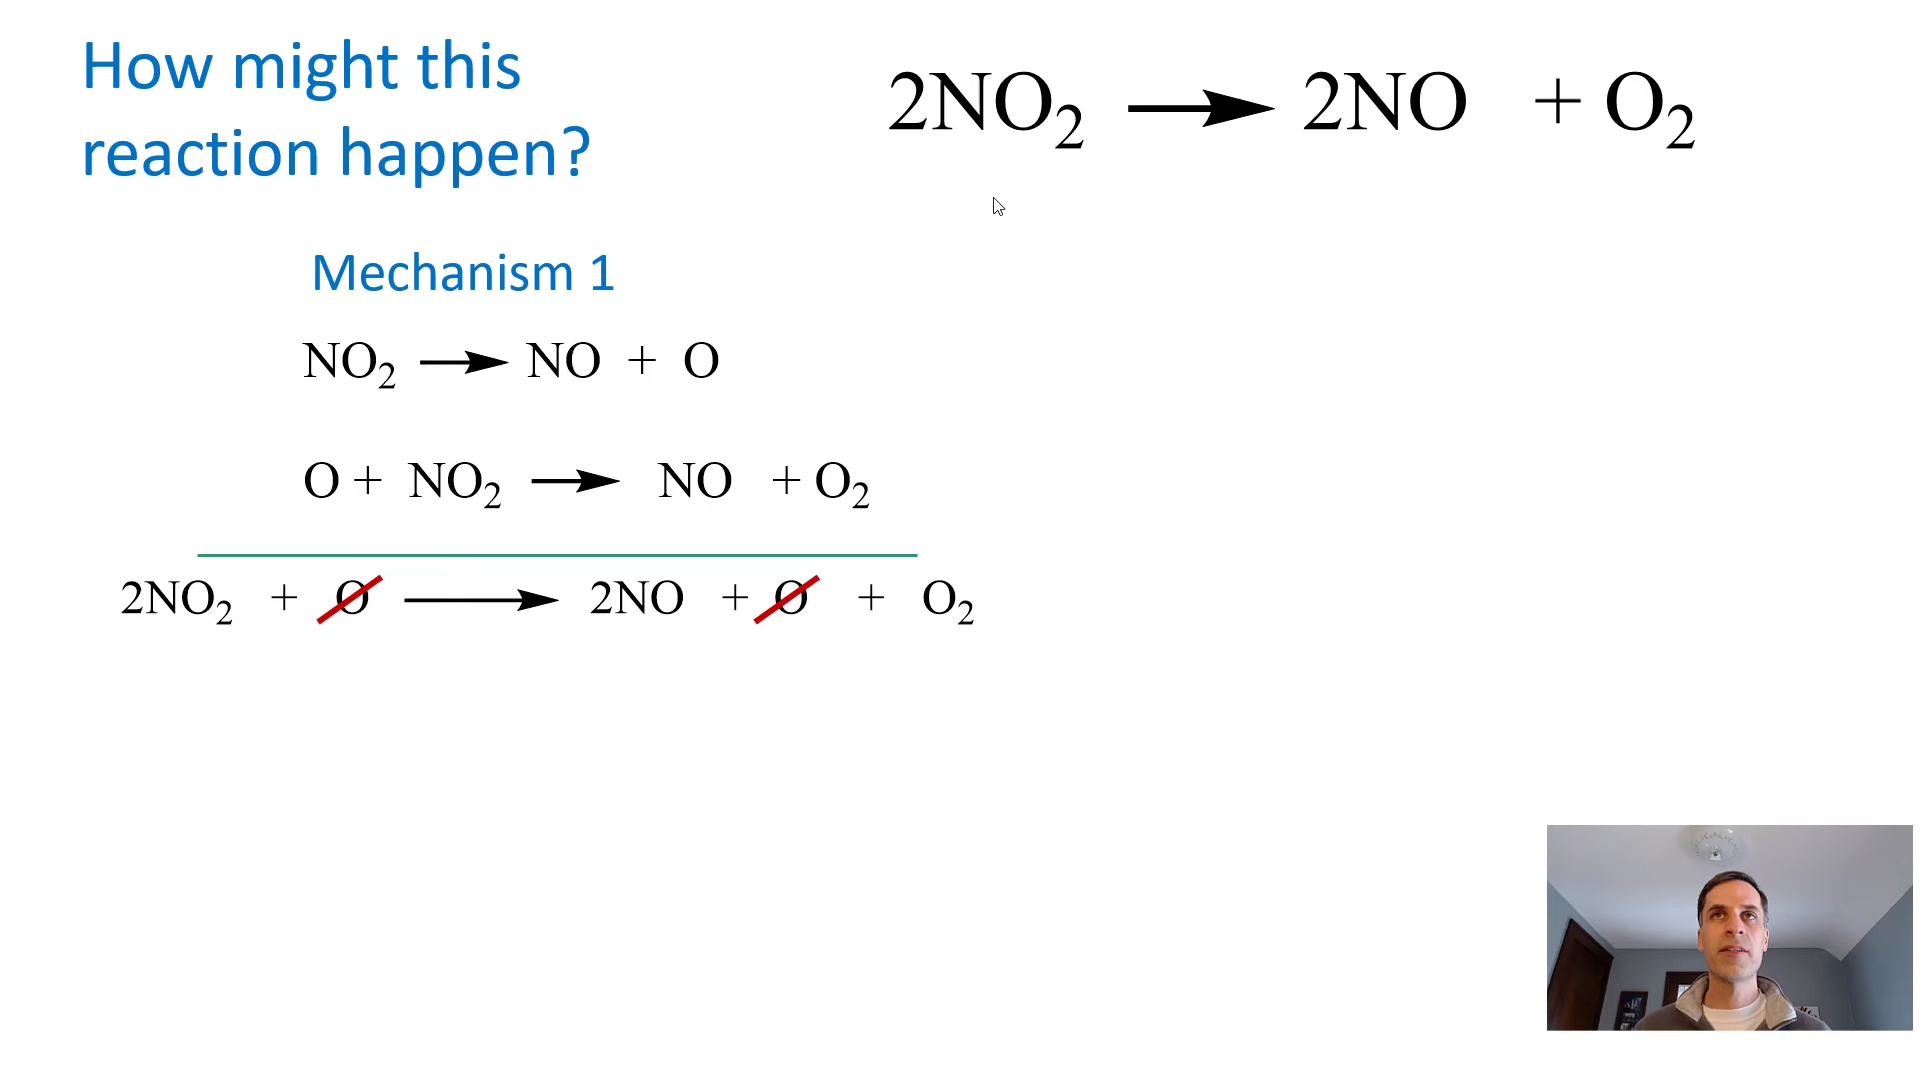 How might this
reaction happen?
2NO₂ → 2NO + O₂
Mechanism 1
NO₂ → NO + O
O + NO₂ → NO + O₂
2NO₂ + O → 2NO + O + O₂